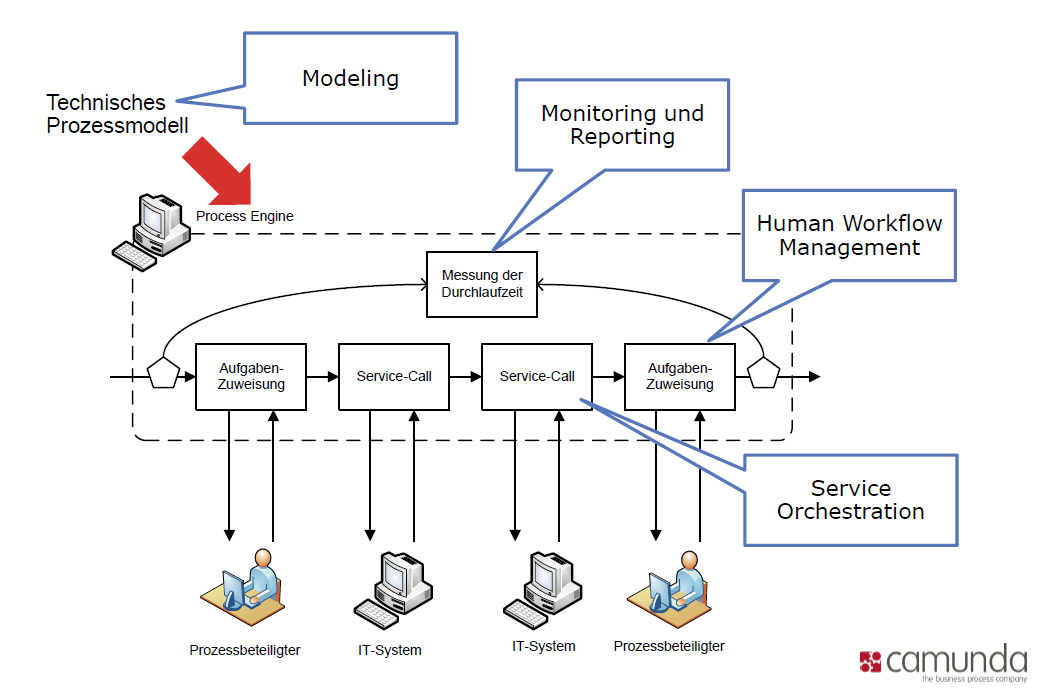 Modeling
Technisches
Prozessmodell
Monitoring und
Reporting
Process Engine
Human Workflow
Management
Messung der
Durchlaufzeit
Aufgaben-
Zuweisung
Service-Call
Service-Call
Aufgaben-
Zuweisung
Service
Orchestration
Prozessbeteiligter
IT-System
IT-System
Prozessbeteiligter
camunda
the business process company